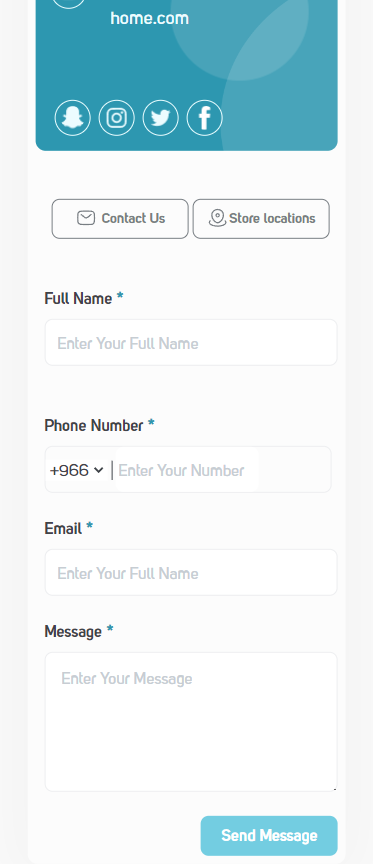 home.com
Contact Us
Store locations
Full Name *
Enter Your Full Name
Phone Number *
+966 Enter Your Number
Email *
Enter Your Full Name
Message *
Enter Your Message
Send Message